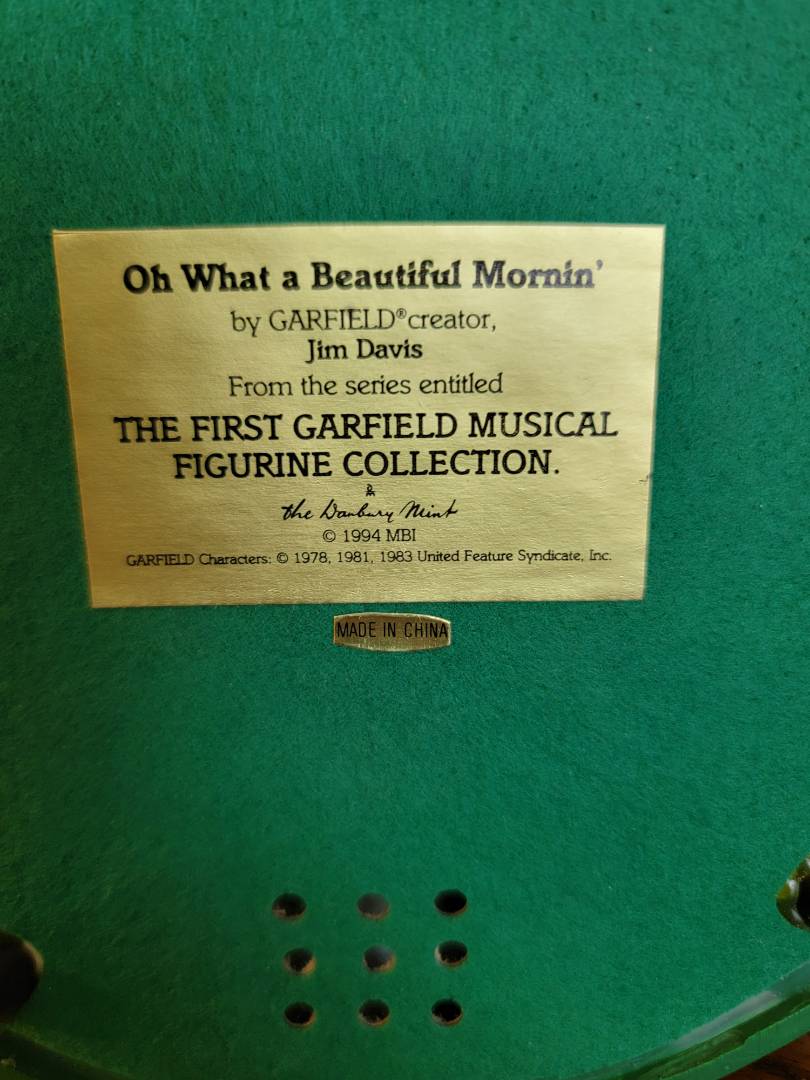 Oh What a Beautiful Mornin'
by GARFIELD® creator,
Jim Davis
From the series entitled
THE FIRST GARFIELD MUSICAL
FIGURINE COLLECTION.
the Danbury Mint
© 1994 MBI
GARFIELD Characters: © 1978, 1981, 1983 United Feature Syndicate, Inc.
MADE IN CHINA